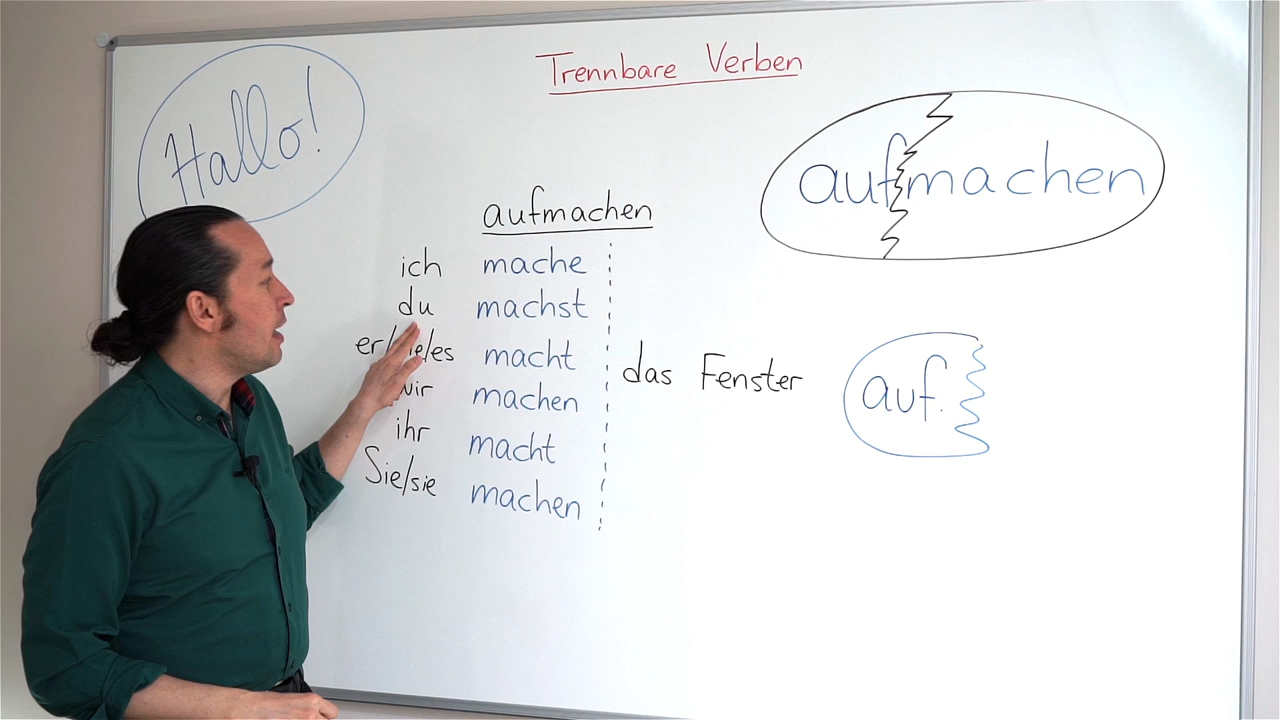 Trennbare Verben
Hallo!
aufmachen
aufmachen
ich mache
du machst
er/sie/es macht
wir machen
ihr macht
Sie/sie machen
das Fenster
auf.